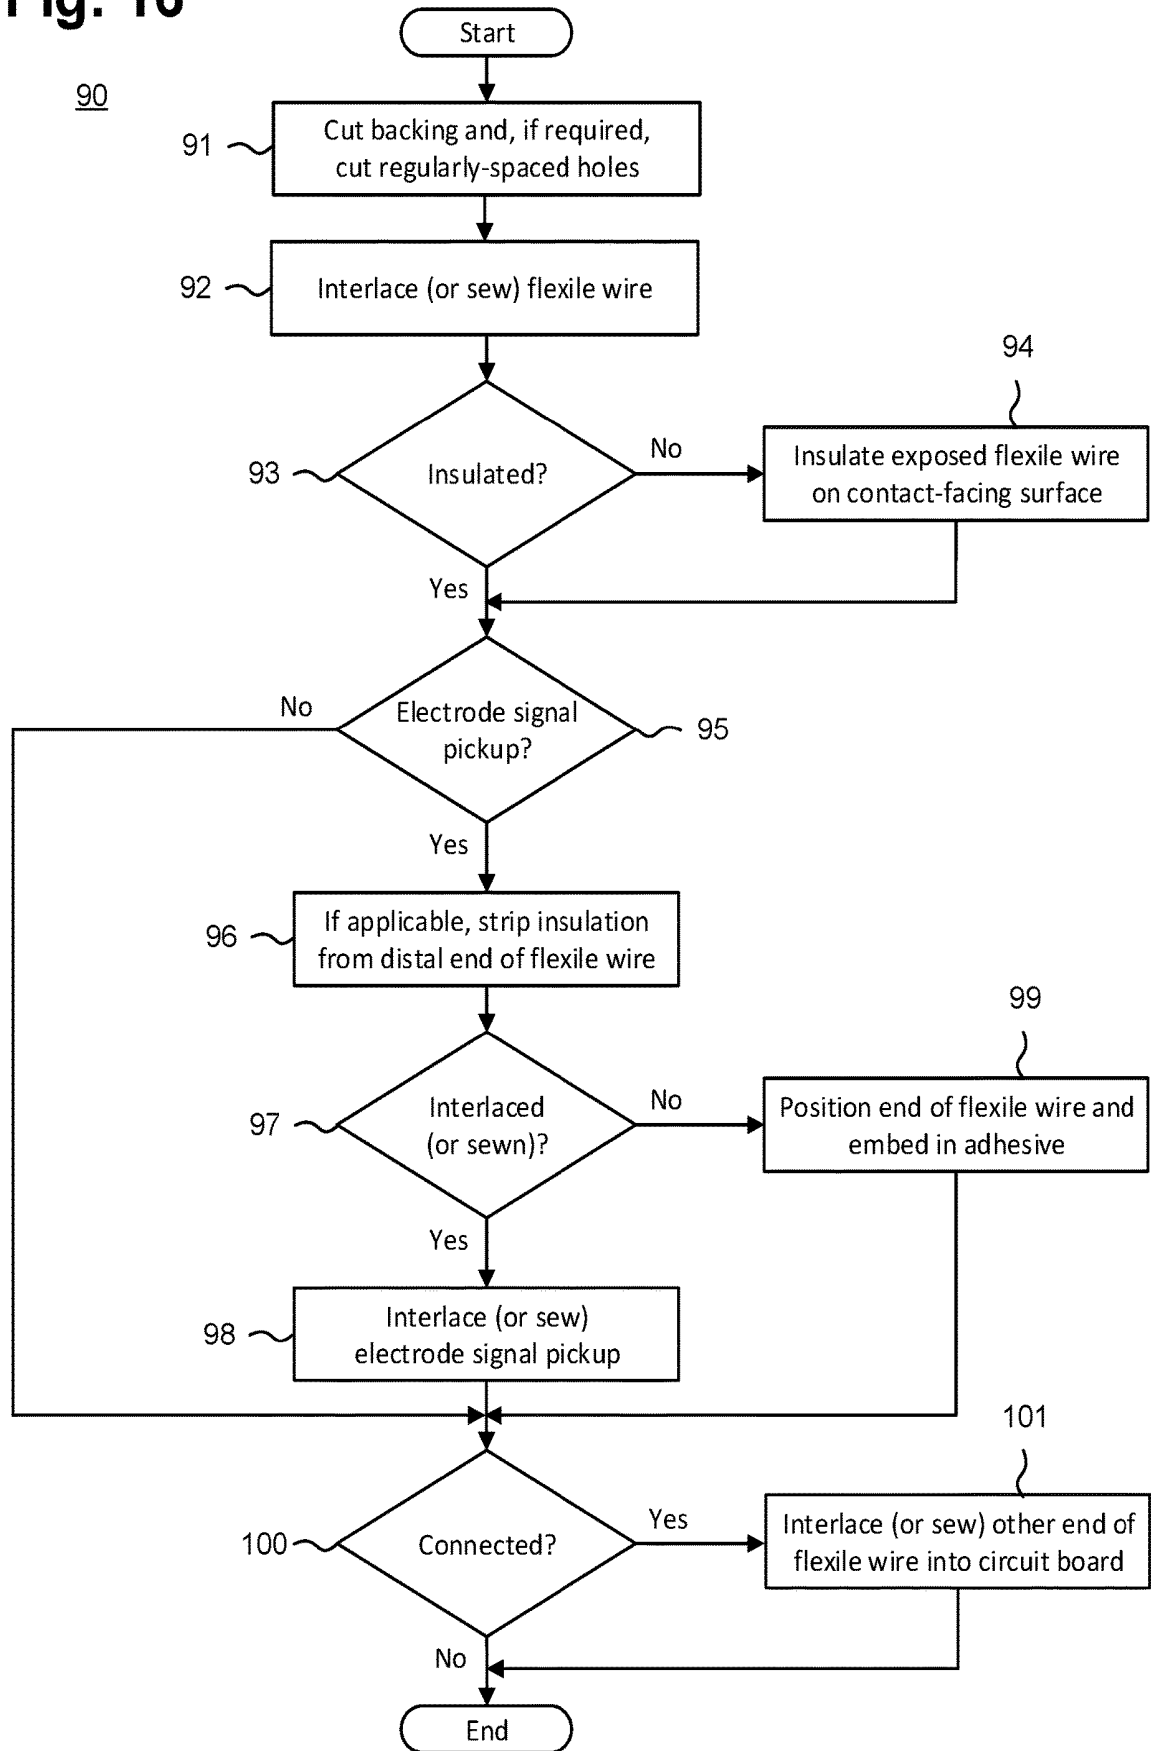 Start
90
91
Cut backing and, if required,
cut regularly-spaced holes
92
Interlace (or sew) flexile wire
94
93
Insulated?
No
Insulate exposed flexile wire
on contact-facing surface
Yes
No
Electrode signal
pickup?
95
Yes
96
If applicable, strip insulation
from distal end of flexile wire
99
97
Interlaced
(or sewn)?
No
Position end of flexile wire and
embed in adhesive
Yes
98
Interlace (or sew)
electrode signal pickup
101
100
Connected?
Yes
Interlace (or sew) other end of
flexile wire into circuit board
No
End